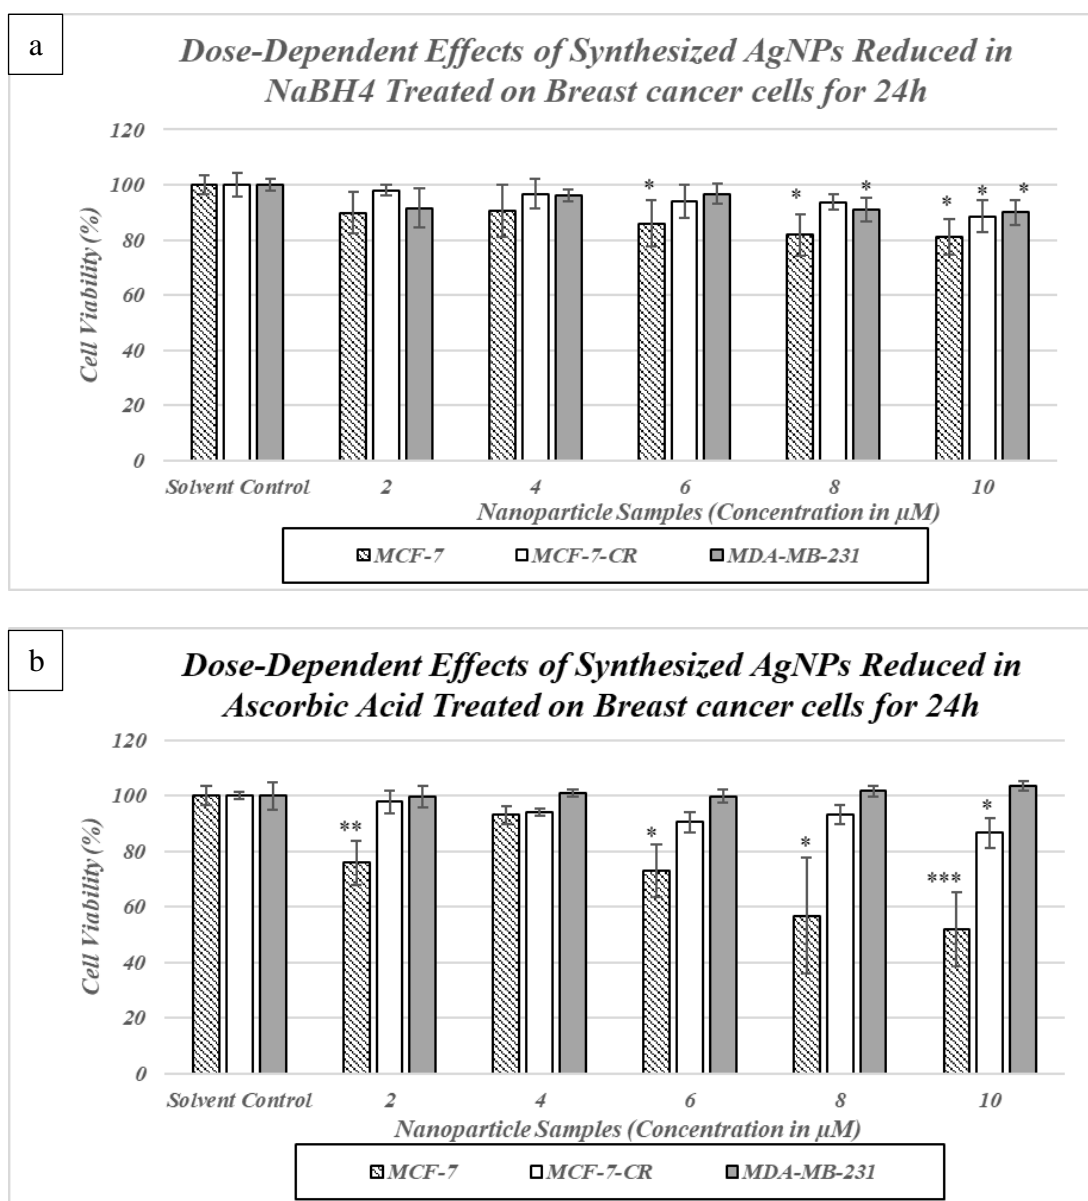 a
Dose-Dependent Effects of Synthesized AgNPs Reduced in
NaBH4 Treated on Breast cancer cells for 24h
120
100
80
60
40
20
0
Cell Viability (%)
* * * * * *
Solvent Control 2 4 6 8 10
Nanoparticle Samples (Concentration in µM)
MCF-7 MCF-7-CR MDA-MB-231
b
Dose-Dependent Effects of Synthesized AgNPs Reduced in
Ascorbic Acid Treated on Breast cancer cells for 24h
120
100
80
60
40
20
0
Cell Viability (%)
** * * *** *
Solvent Control 2 4 6 8 10
Nanoparticle Samples (Concentration in µM)
MCF-7 MCF-7-CR MDA-MB-231